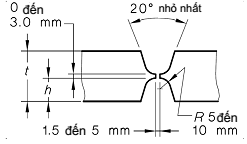 0 đến
3.0 mm
20° nhỏ nhất
t
h
R 5 đến
10 mm
1.5 đến 5 mm